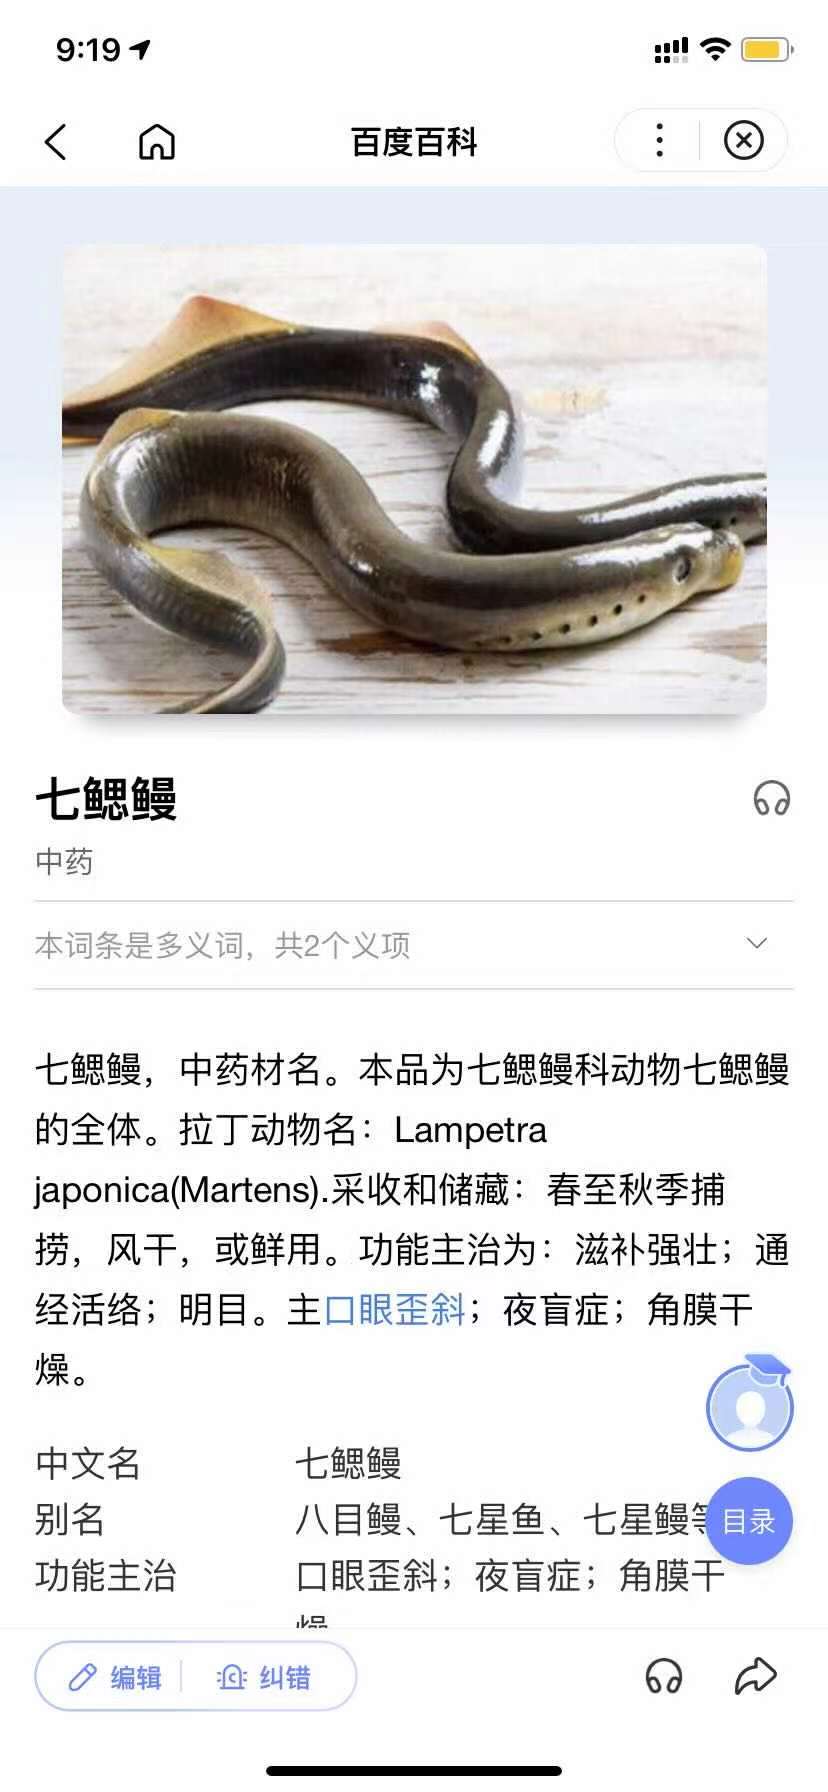 9:19
百度百科
七鳃鳗
中药
本词条是多义词，共2个义项
七鳃鳗，中药材名。本品为七鳃鳗科动物七鳃鳗
的全体。拉丁动物名：Lampetra
japonica(Martens).采收和储藏：春至秋季捕
捞，风干，或鲜用。功能主治为：滋补强壮；通
经活络；明目。主口眼歪斜；夜盲症；角膜干
燥。
中文名 七鳃鳗
别名 八目鳗、七星鱼、七星鳗等
目录
功能主治 口眼歪斜；夜盲症；角膜干
编辑 纠错